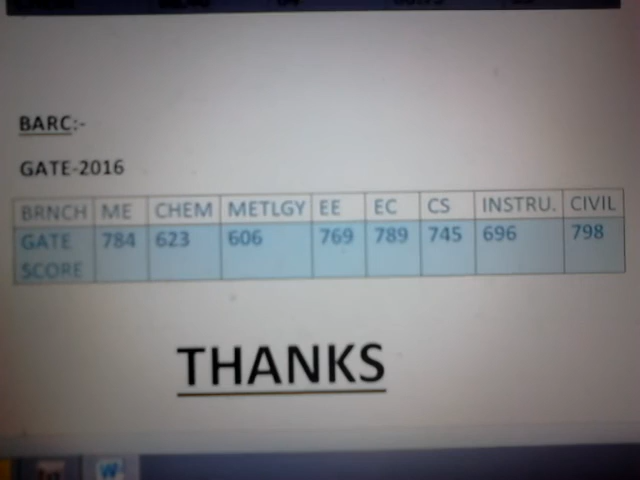 BARC:-
GATE-2016
BRNCH ME CHEM METLGY EE EC CS INSTRU. CIVIL
GATE 784 623 606 769 789 745 696 798
SCORE
THANKS